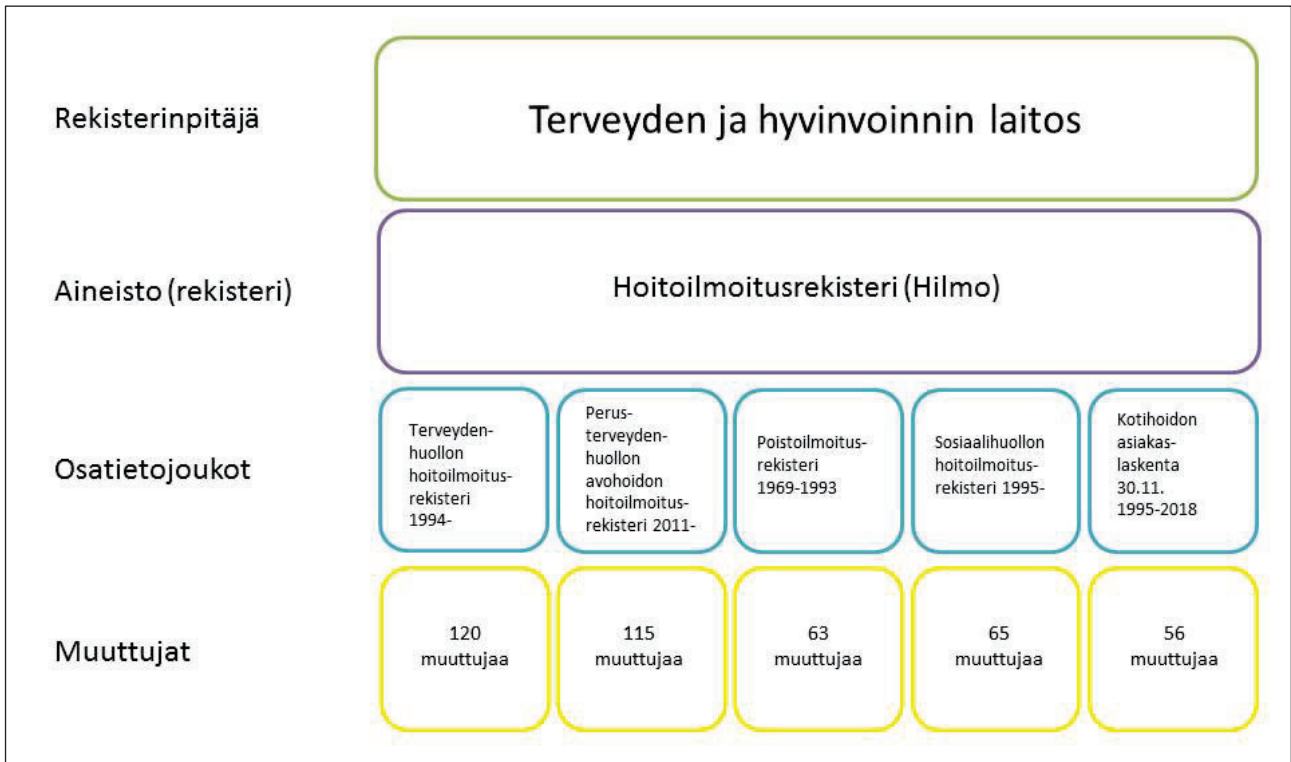 Rekisterinpitäjä
Terveyden ja hyvinvoinnin laitos
Aineisto (rekisteri)
Hoitoilmoitusrekisteri (Hilmo)
Osatietojoukot
Terveyden-
huollon
hoitoilmoitus-
rekisteri
1994-
Perus-
terveyden-
huollon
avohoidon
hoitoilmoitus-
rekisteri 2011-
Poistoilmoitus-
rekisteri
1969-1993
Sosiaalihuollon
hoitoilmoitus-
rekisteri 1995-
Kotihoidon
asiakas-
laskenta
30.11.
1995-2018
Muuttujat
120
muuttujaa
115
muuttujaa
63
muuttujaa
65
muuttujaa
56
muuttujaa